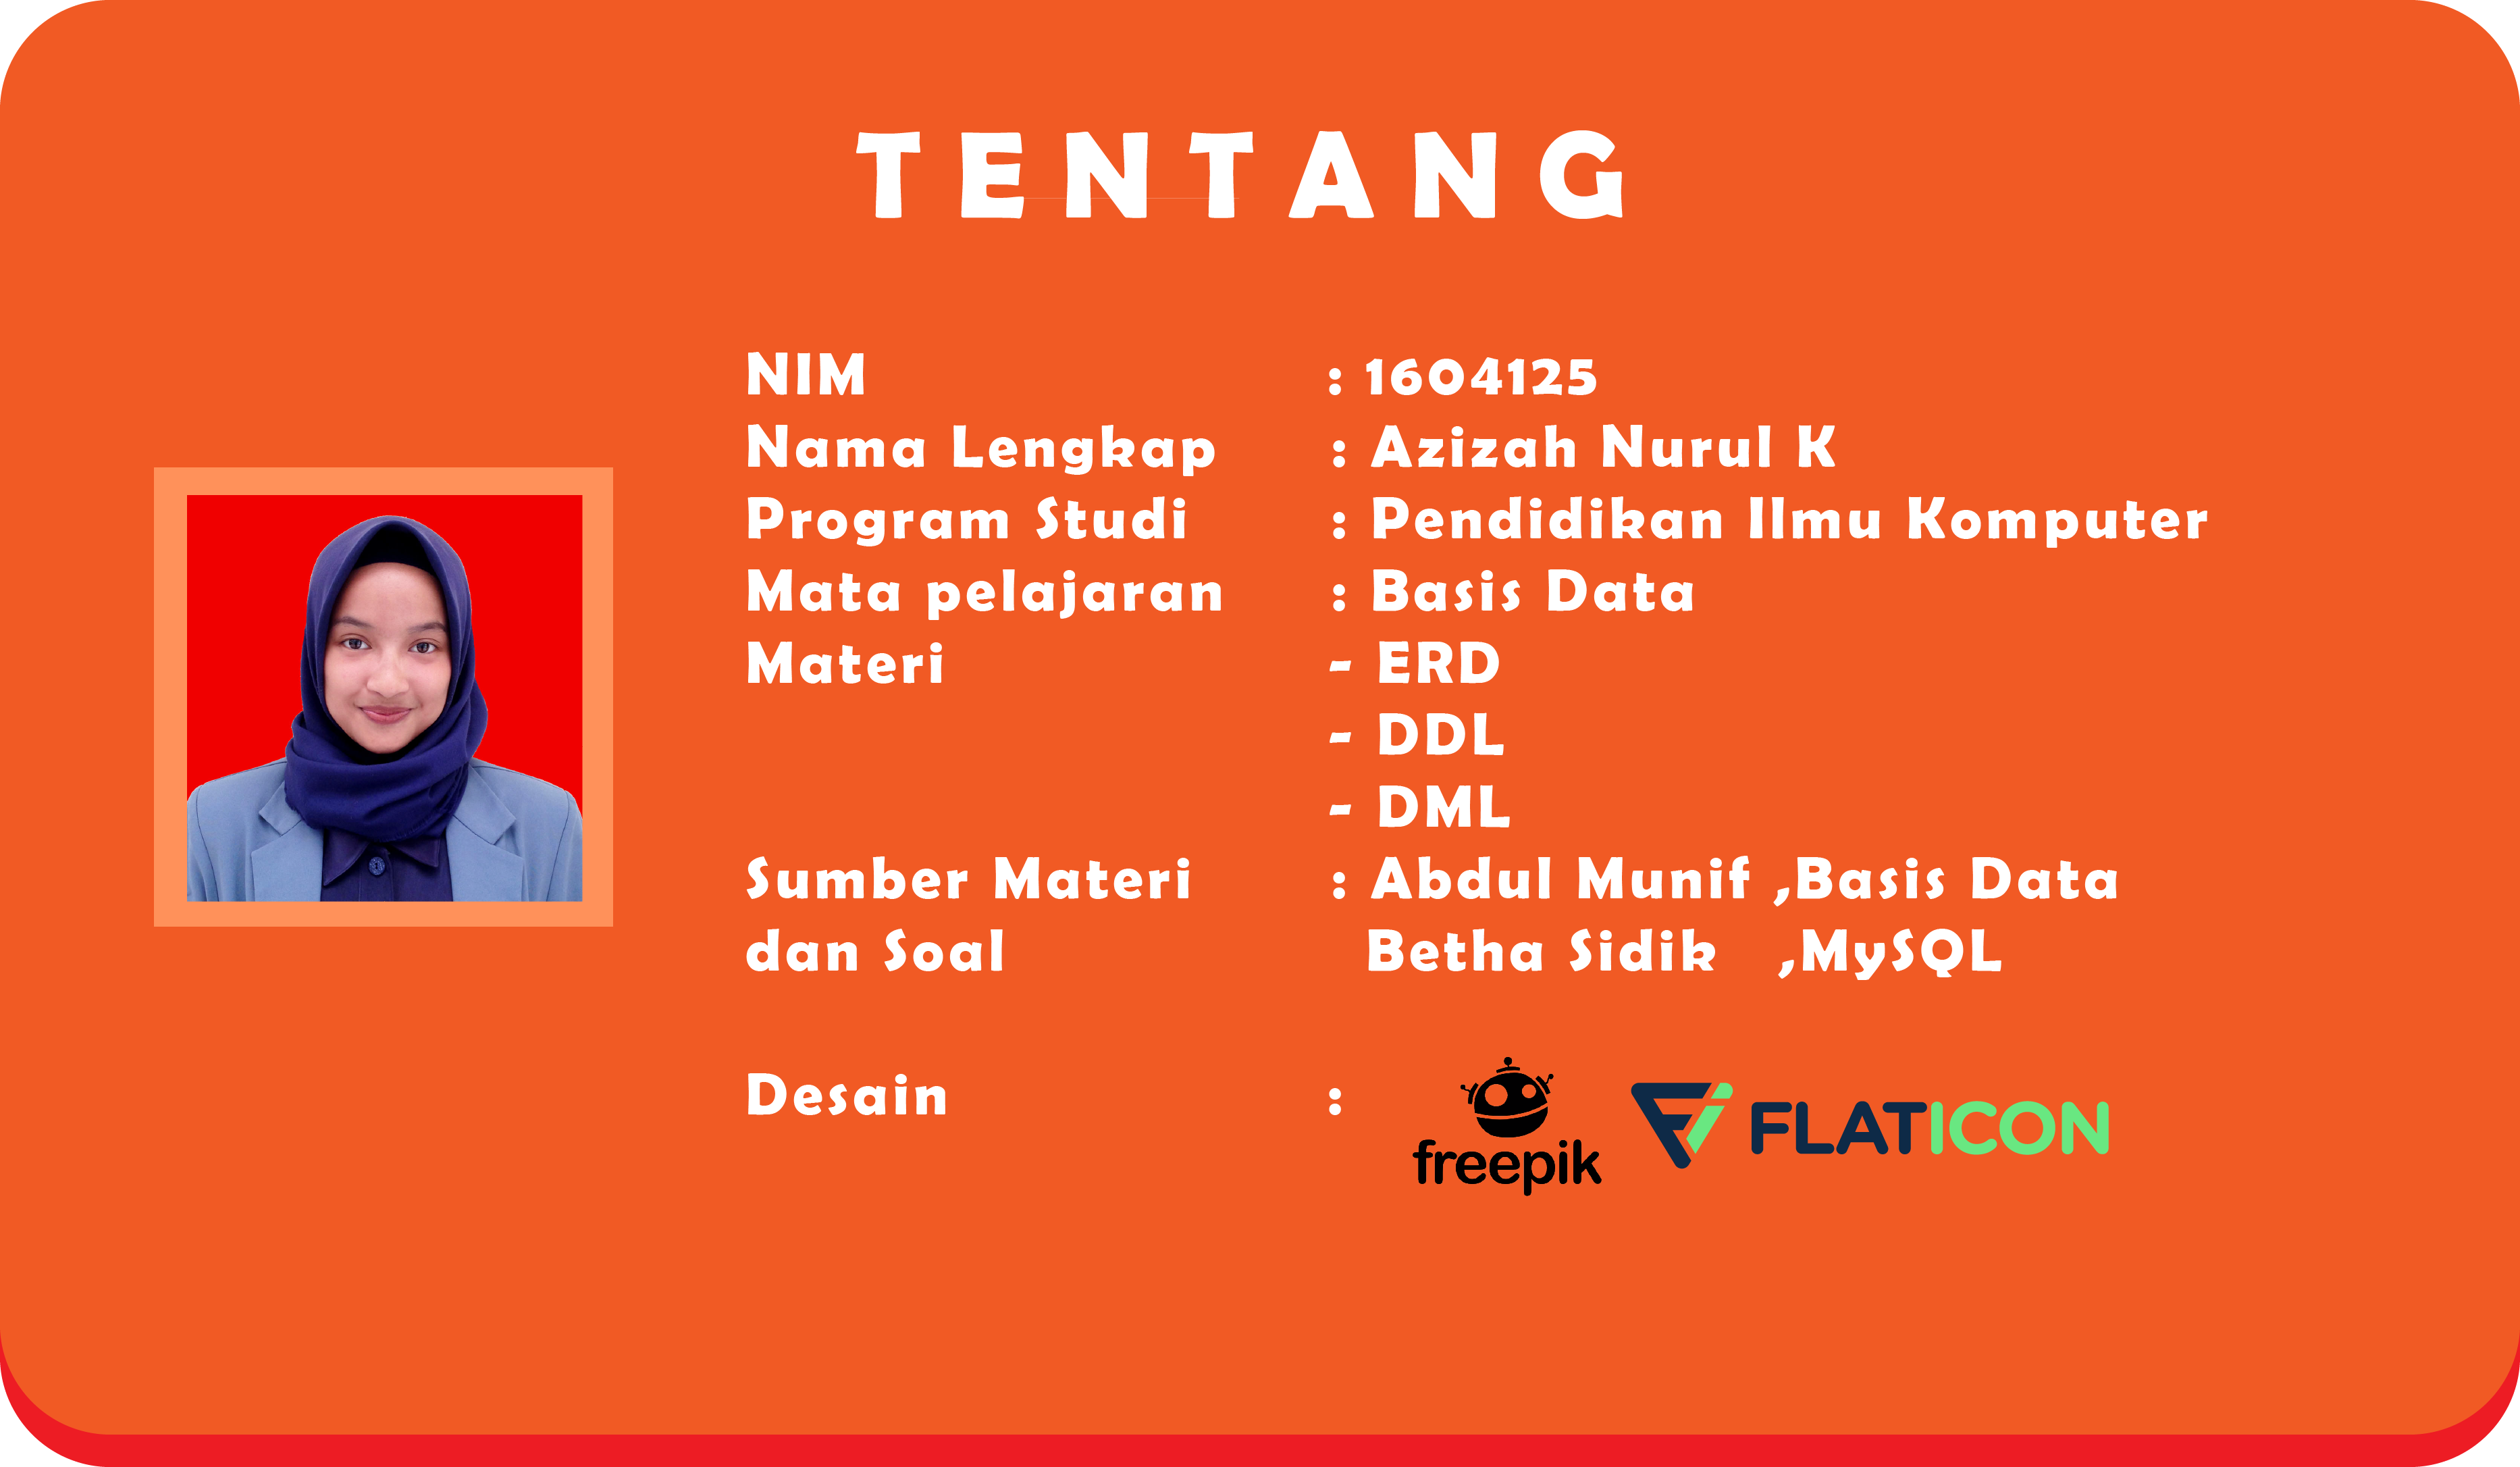 TENTANG
NIM : 1604125
Nama Lengkap : Azizah Nurul K
Program Studi : Pendidikan Ilmu Komputer
Mata pelajaran : Basis Data
Materi - ERD
- DDL
- DML
Sumber Materi : Abdul Munif ,Basis Data
dan Soal Betha Sidik ,MySQL
Desain :
freepik FLATICON